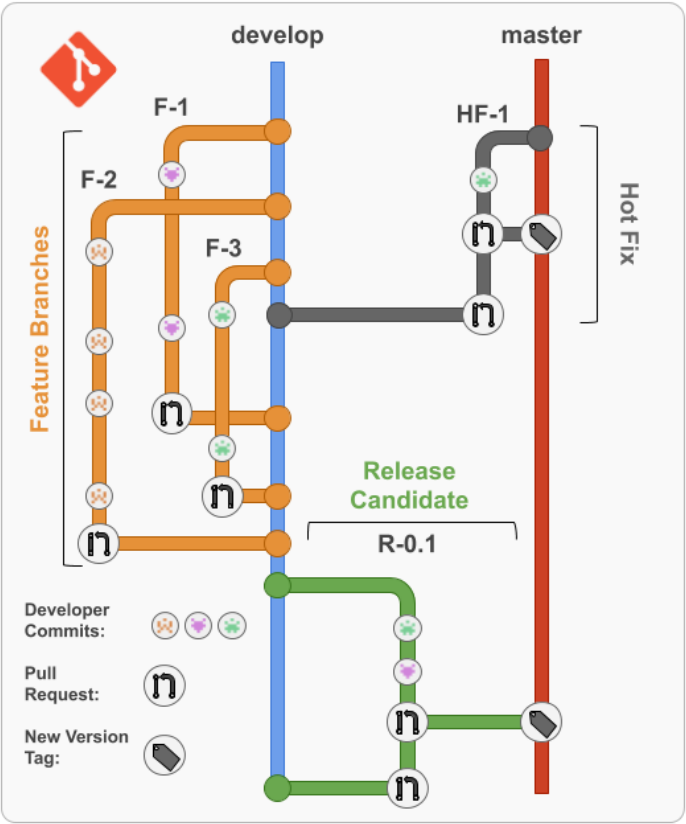 develop
master
F-1
HF-1
F-2
F-3
Feature Branches
Hot Fix
Release
Candidate
R-0.1
Developer
Commits:
Pull
Request:
New Version
Tag: